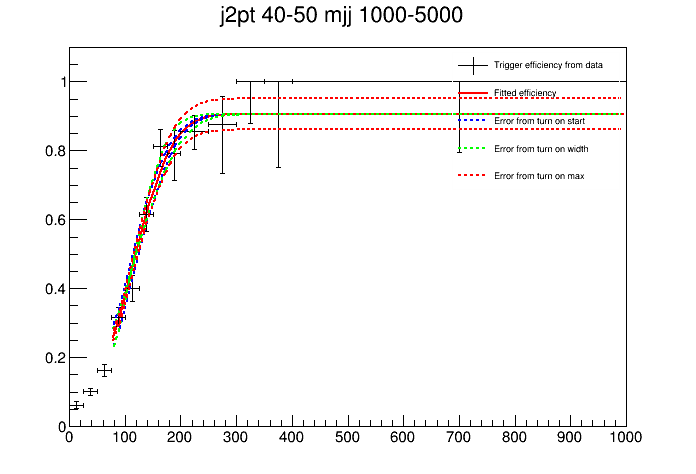 j2pt 40-50 mjj 1000-5000
Trigger efficiency from data
Fitted efficiency
Error from turn on start
Error from turn on width
Error from turn on max
1
0.8
0.6
0.4
0.2
0
0 100 200 300 400 500 600 700 800 900 1000